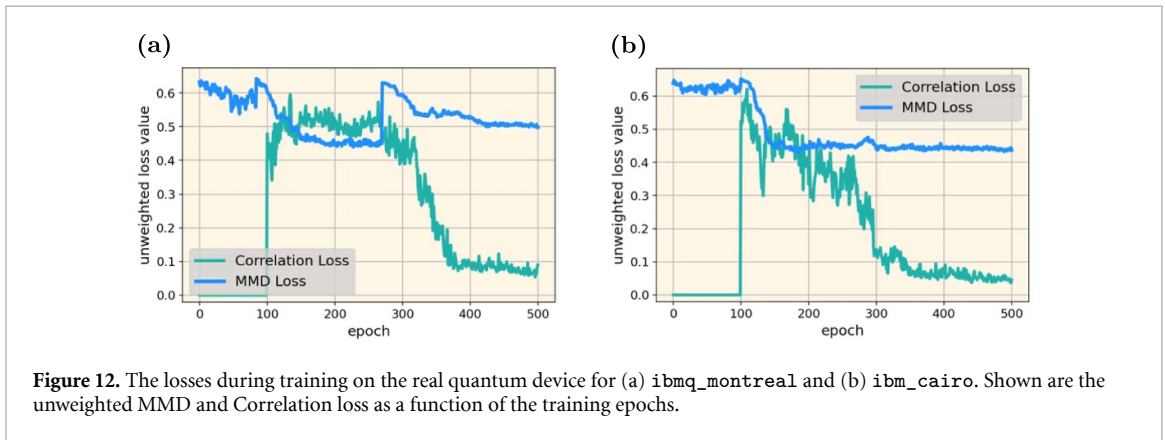 (a)
0.6
0.5
0.4
0.3
0.2
0.1
0.0
unweighted loss value
Correlation Loss
MMD Loss
0 100 200 300 400 500
epoch
(b)
0.6
0.5
0.4
0.3
0.2
0.1
0.0
unweighted loss value
Correlation Loss
MMD Loss
0 100 200 300 400 500
epoch
Figure 12. The losses during training on the real quantum device for (a) ibmq_montreal and (b) ibm_cairo. Shown are the
unweighted MMD and Correlation loss as a function of the training epochs.